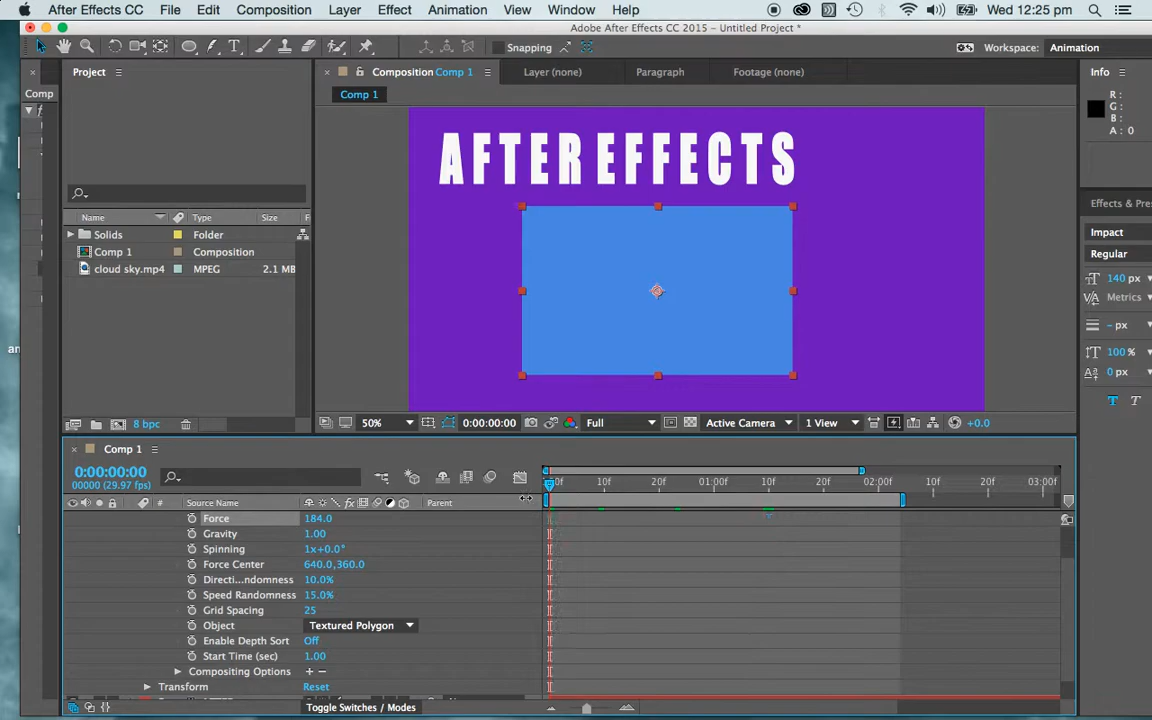 After Effects CC File Edit Composition Layer Effect Animation View Window Help Wed 12:25 pm
Adobe After Effects CC 2015 – Untitled Project *
Snapping Workspace: Animation
Project Composition Comp 1 Layer (none) Paragraph Footage (none) Info
Comp Comp 1
R :
G :
B :
A : 0
AFTER EFFECTS
Effects & Pre
Name Type Size F
Solids Folder
Comp 1 Composition
cloud sky.mp4 MPEG 2.1 MB
Impact
Regular
140 px
Metrics
- px
100 %
0 px
T T
8 bpc 50% 0:00:00:00 Full Active Camera 1 View +0.0
Comp 1
0:00:00:00
00000 (29.97 fps)
:00f 10f 20f 01:00f 10f 20f 02:00f 10f 20f 03:00f
# Source Name Parent
Force 184.0
Gravity 1.00
Spinning 1x+0.0°
Force Center 640.0,360.0
Directi...ndomness 10.0%
Speed Randomness 15.0%
Grid Spacing 25
Object Textured Polygon
Enable Depth Sort Off
Start Time (sec) 1.00
Compositing Options + –
Transform Reset
Toggle Switches / Modes